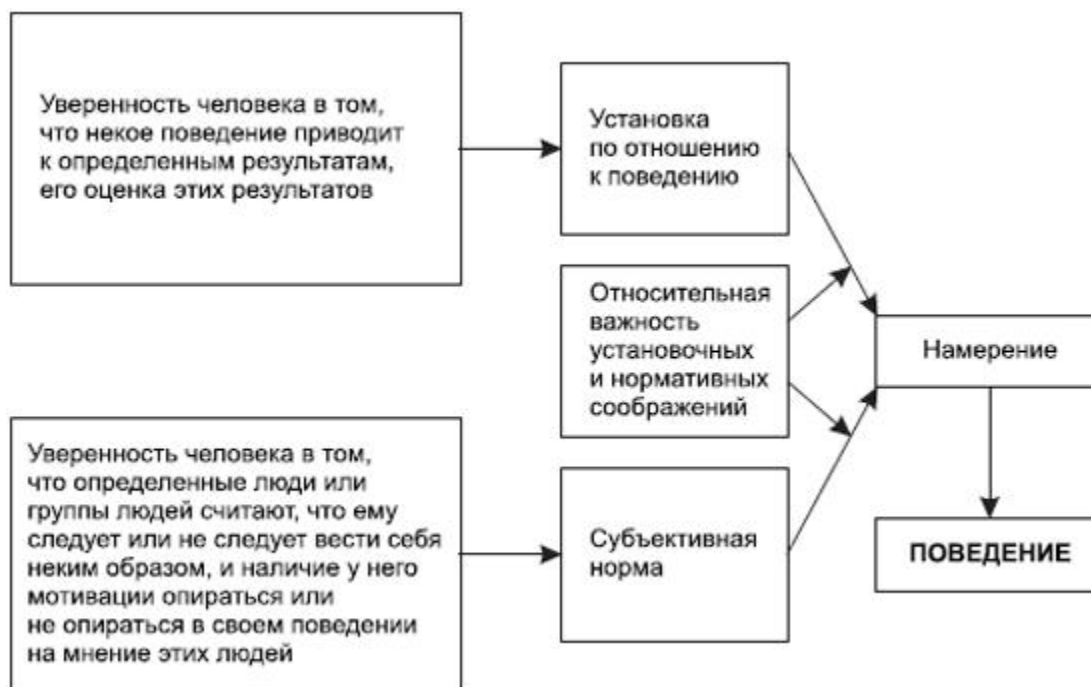 Уверенность человека в том,
что некое поведение приводит
к определенным результатам,
его оценка этих результатов
Установка
по отношению
к поведению
Относительная
важность
установочных
и нормативных
соображений
Намерение
Уверенность человека в том,
что определенные люди или
группы людей считают, что ему
следует или не следует вести себя
неким образом, и наличие у него
мотивации опираться или
не опираться в своем поведении
на мнение этих людей
Субъективная
норма
ПОВЕДЕНИЕ